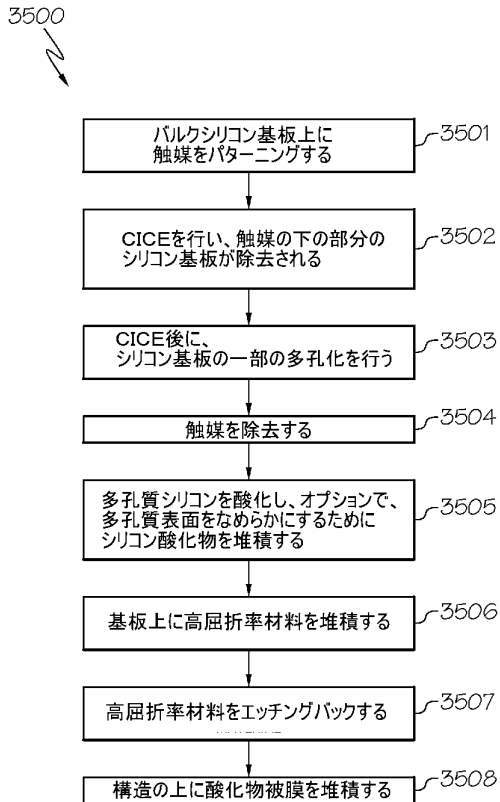 3500
バルクシリコン基板上に
触媒をパターニングする
3501
CICEを行い、触媒の下の部分の
シリコン基板が除去される
3502
CICE後に、
シリコン基板の一部の多孔化を行う
3503
触媒を除去する
3504
多孔質シリコンを酸化し、オプションで、
多孔質表面をなめらかにするために
シリコン酸化物を堆積する
3505
基板上に高屈折率材料を堆積する
3506
高屈折率材料をエッチングバックする
3507
構造の上に酸化物被膜を堆積する
3508